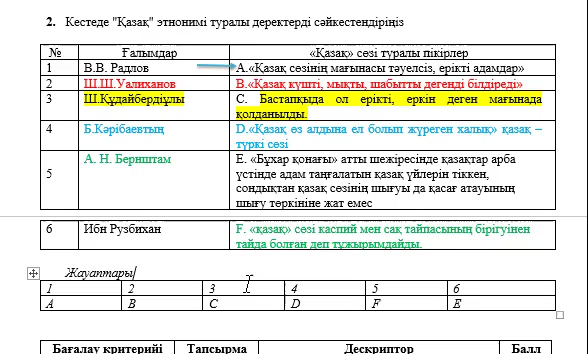 2. Кестеде "Қазақ" этнонимі туралы деректерді сәйкестендіріңіз
№ Ғалымдар «Қазақ» сөзі туралы пікірлер
1 В.В. Радлов А.«Қазақ сөзінің мағынасы тәуелсіз, ерікті адамдар»
2 Ш.Ш.Уалиханов В.«Қазақ күшті, мықты, шабытты дегенді білдіреді»
3 Ш.Құдайбердіұлы С. Бастапқыда ол ерікті, еркін деген мағынада
қолданылды.
4 Б.Кәрібаевтың D.«Қазақ өз алдына ел болып жүреген халық» қазақ –
түркі сөзі
5 А. Н. Бернштам Е. «Бұхар қонағы» атты шежіресінде қазақтар арба
үстінде адам таңғалатын қазақ үйлерін тіккен,
сондықтан қазақ сөзінің шығуы да қасағ атауының
шығу төркініне жат емес
6 Ибн Рузбихан F. «қазақ» сөзі каспий мен сақ тайпасының бірігуінен
тайда болған деп тұжырымдайды.
Жауаптары
1 2 3 4 5 6
A B C D F E
Бағалау критерийі Тапсырма Дескриптор Балл